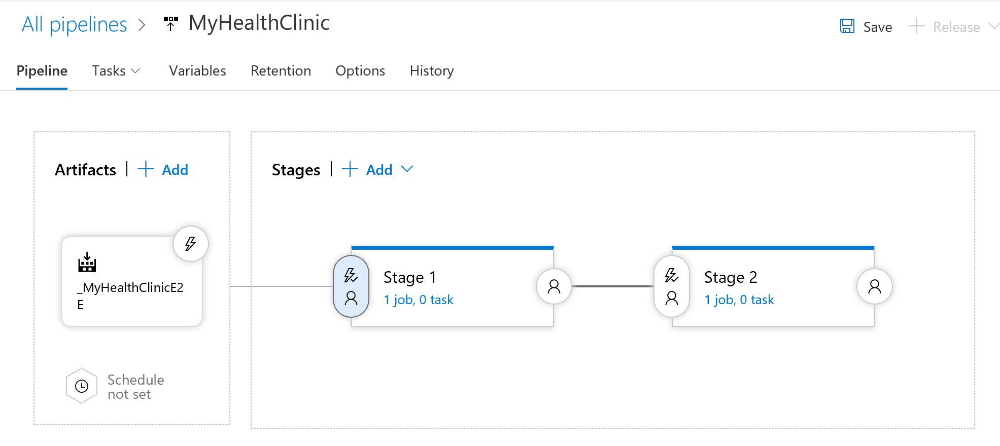 All pipelines > MyHealthClinic
Save + Release
Pipeline Tasks Variables Retention Options History
Artifacts | + Add
Stages | + Add
_MyHealthClinicE2
E
Stage 1
1 job, 0 task
Stage 2
1 job, 0 task
Schedule
not set